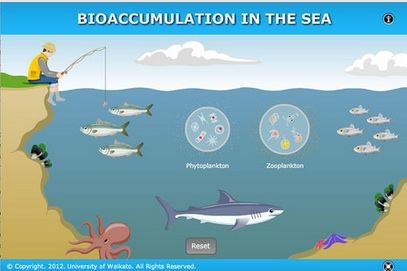 BIOACCUMULATION IN THE SEA
Phytoplankton
Zooplankton
Reset
© Copyright. 2012. University of Waikato. All Rights Reserved.